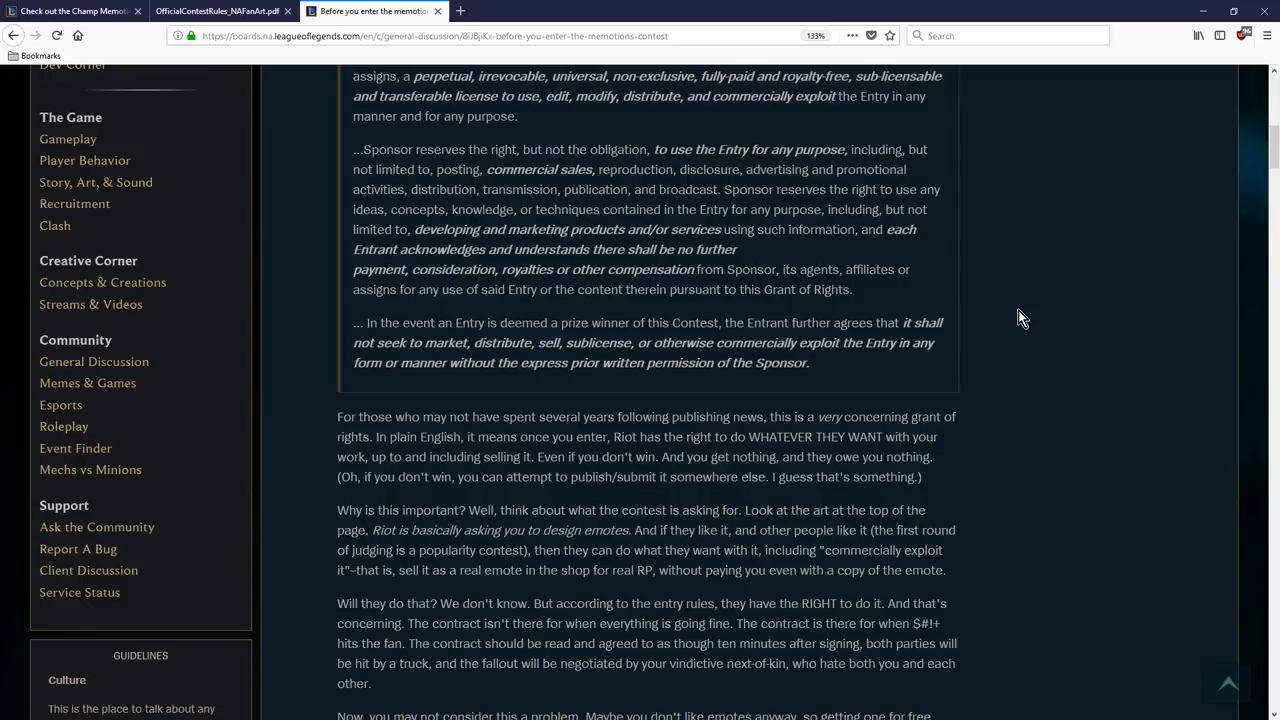 Check out the Champ Memoti
OfficialContestRules_NAFanArt.pdf
Before you enter the memotion
https://boards.na.leagueoflegends.com/en/c/general-discussion/8iJBjiKx-before-you-enter-the-memotions-contest
133%
Search
Bookmarks
Dev Corner
The Game
Gameplay
Player Behavior
Story, Art, & Sound
Recruitment
Clash
Creative Corner
Concepts & Creations
Streams & Videos
Community
General Discussion
Memes & Games
Esports
Roleplay
Event Finder
Mechs vs Minions
Support
Ask the Community
Report A Bug
Client Discussion
Service Status
GUIDELINES
Culture
This is the place to talk about any
assigns, a perpetual, irrevocable, universal, non-exclusive, fully-paid and royalty-free, sub-licensable
and transferable license to use, edit, modify, distribute, and commercially exploit the Entry in any
manner and for any purpose.
...Sponsor reserves the right, but not the obligation, to use the Entry for any purpose, including, but
not limited to, posting, commercial sales, reproduction, disclosure, advertising and promotional
activities, distribution, transmission, publication, and broadcast. Sponsor reserves the right to use any
ideas, concepts, knowledge, or techniques contained in the Entry for any purpose, including, but not
limited to, developing and marketing products and/or services using such information, and each
Entrant acknowledges and understands there shall be no further
payment, consideration, royalties or other compensation from Sponsor, its agents, affiliates or
assigns for any use of said Entry or the content therein pursuant to this Grant of Rights.
... In the event an Entry is deemed a prize winner of this Contest, the Entrant further agrees that it shall
not seek to market, distribute, sell, sublicense, or otherwise commercially exploit the Entry in any
form or manner without the express prior written permission of the Sponsor.
For those who may not have spent several years following publishing news, this is a very concerning grant of
rights. In plain English, it means once you enter, Riot has the right to do WHATEVER THEY WANT with your
work, up to and including selling it. Even if you don't win. And you get nothing, and they owe you nothing.
(Oh, if you don't win, you can attempt to publish/submit it somewhere else. I guess that's something.)
Why is this important? Well, think about what the contest is asking for. Look at the art at the top of the
page. Riot is basically asking you to design emotes. And if they like it, and other people like it (the first round
of judging is a popularity contest), then they can do what they want with it, including "commercially exploit
it"–that is, sell it as a real emote in the shop for real RP, without paying you even with a copy of the emote.
Will they do that? We don't know. But according to the entry rules, they have the RIGHT to do it. And that's
concerning. The contract isn't there for when everything is going fine. The contract is there for when $#!+
hits the fan. The contract should be read and agreed to as though ten minutes after signing, both parties will
be hit by a truck, and the fallout will be negotiated by your vindictive next-of-kin, who hate both you and each
other.
Now, you may not consider this a problem. Maybe you don't like emotes anyway, so getting one for free